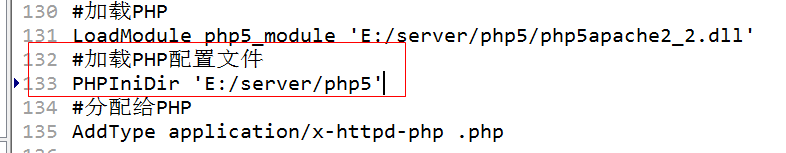 130 #加载PHP
131 LoadModule php5_module 'E:/server/php5/php5apache2_2.dll'
132 #加载PHP配置文件
133 PHPIniDir 'E:/server/php5'
134 #分配给PHP
135 AddType application/x-httpd-php .php